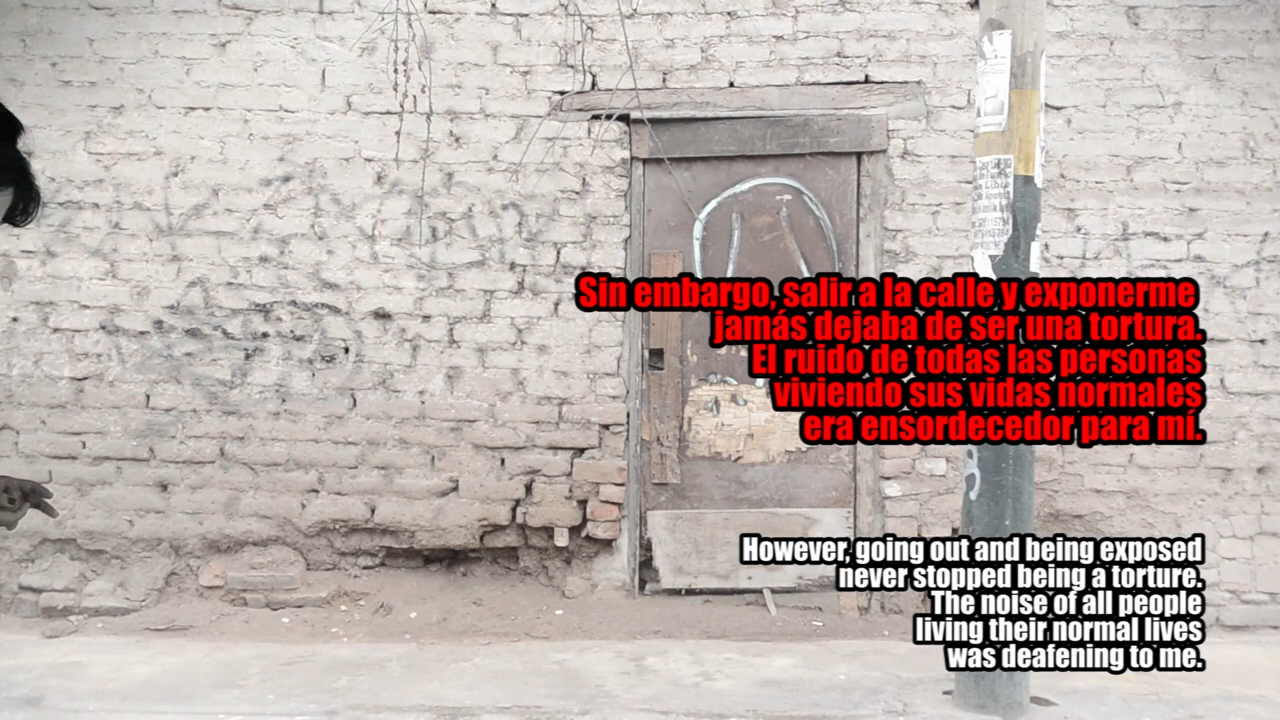 Sin embargo, salir a la calle y exponerme
jamás dejaba de ser una tortura.
El ruido de todas las personas
viviendo sus vidas normales
era ensordecedor para mí.
However, going out and being exposed
never stopped being a torture.
The noise of all people
living their normal lives
was deafening to me.